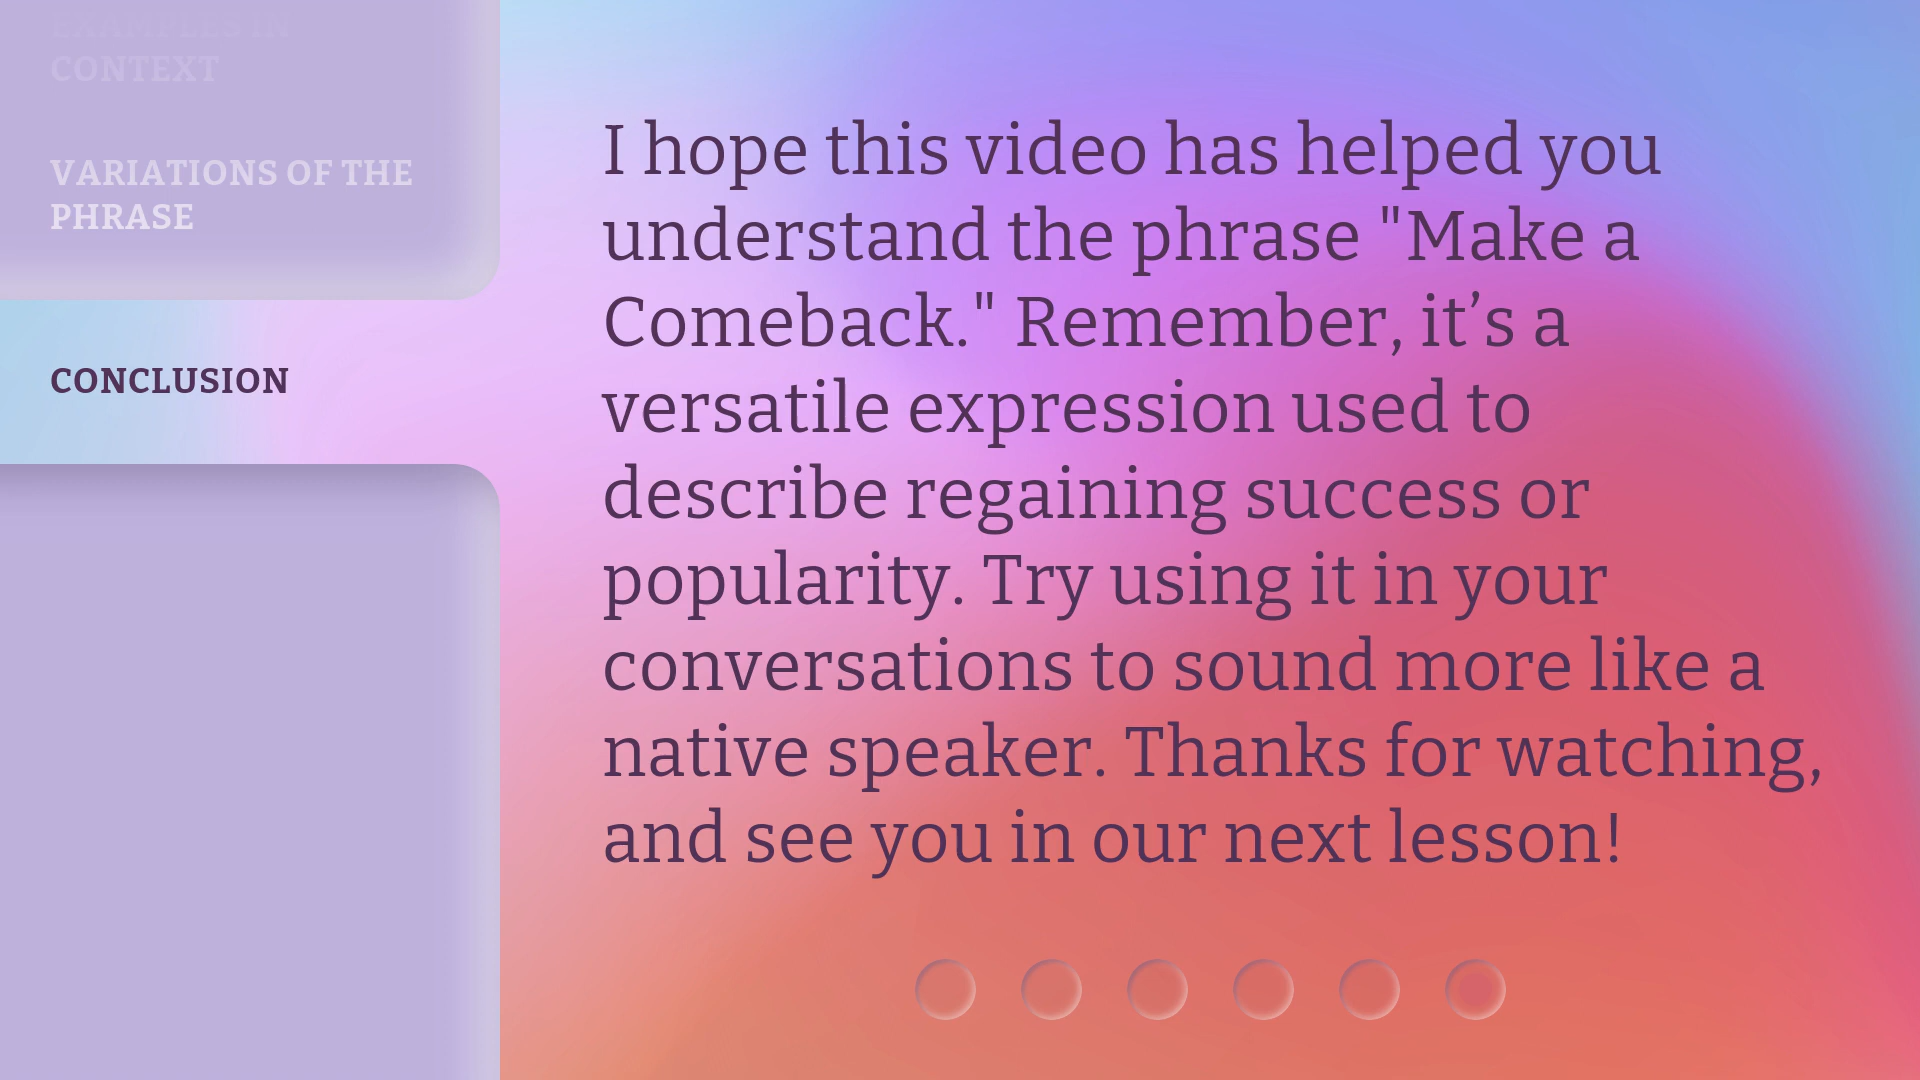 EXAMPLES IN
CONTEXT
VARIATIONS OF THE
PHRASE
CONCLUSION
I hope this video has helped you
understand the phrase "Make a
Comeback." Remember, it’s a
versatile expression used to
describe regaining success or
popularity. Try using it in your
conversations to sound more like a
native speaker. Thanks for watching,
and see you in our next lesson!